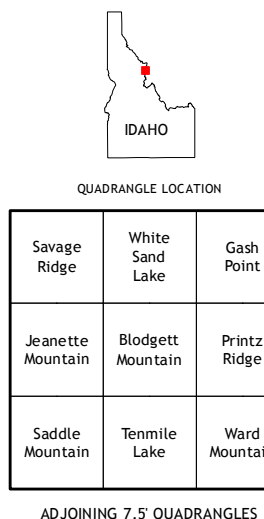 IDAHO
QUADRANGLE LOCATION
Savage
Ridge
White
Sand
Lake
Gash
Point
Jeanette
Mountain
Blodgett
Mountain
Printz
Ridge
Saddle
Mountain
Tenmile
Lake
Ward
Mountain
ADJOINING 7.5' QUADRANGLES